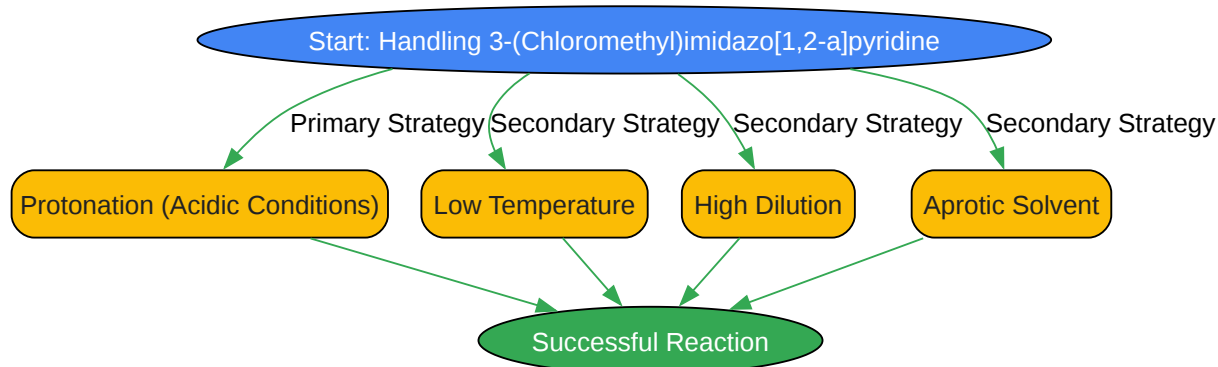 Start: Handling 3-(Chloromethyl)imidazo[1,2-a]pyridine
Primary Strategy
Secondary Strategy
Secondary Strategy
Secondary Strategy
Protonation (Acidic Conditions)
Low Temperature
High Dilution
Aprotic Solvent
Successful Reaction